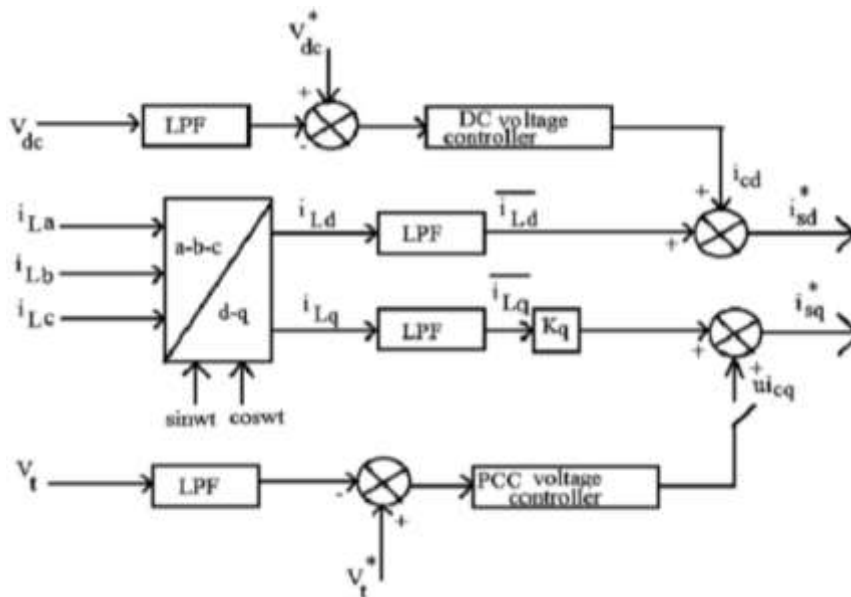 V*dc
+
Vdc
LPF
-
DC voltage
controller
icd
+
iLa
iLb
iLc
a-b-c
d-q
iLd
LPF
iLd
+
i*sd
iLq
LPF
iLq
Kq
+
i*sq
+
uicq
sinwt
coswt
Vt
LPF
-
+
PCC voltage
controller
Vt*